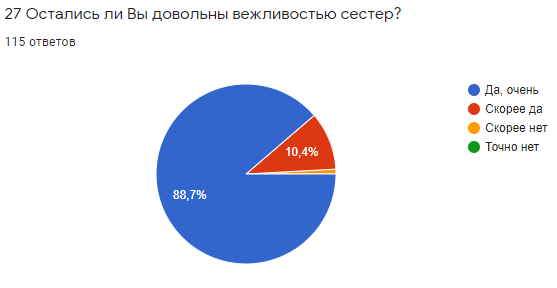 27 Остались ли Вы довольны вежливостью сестер?
115 ответов
Да, очень
Скорее да
Скорее нет
Точно нет
10,4%
88,7%